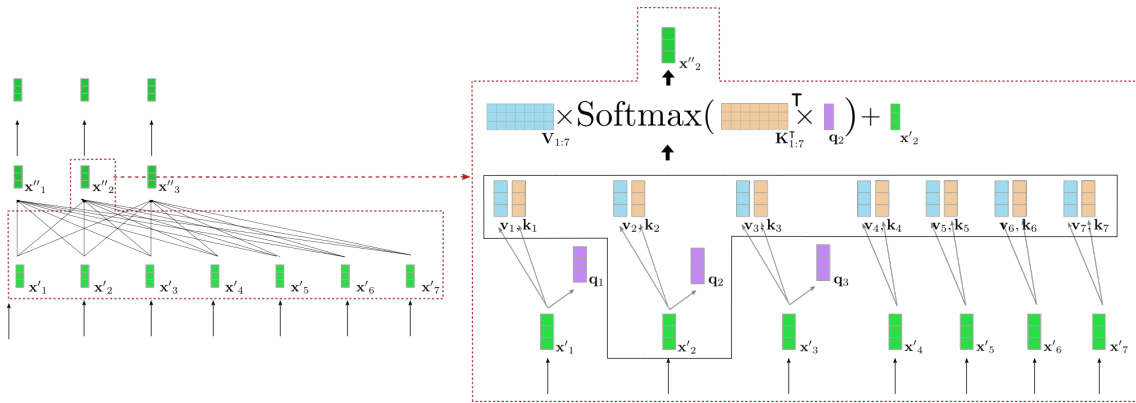 x''₂
V₁:₇ × Softmax( K⊤₁:₇ ⊤× q₂ ) + x'₂
x''₁ x''₂ x''₃
v₁, k₁ v₂, k₂ v₃, k₃ v₄, k₄ v₅, k₅ v₆, k₆ v₇, k₇
x'₁ x'₂ x'₃ x'₄ x'₅ x'₆ x'₇
q₁ q₂ q₃
x'₁ x'₂ x'₃ x'₄ x'₅ x'₆ x'₇